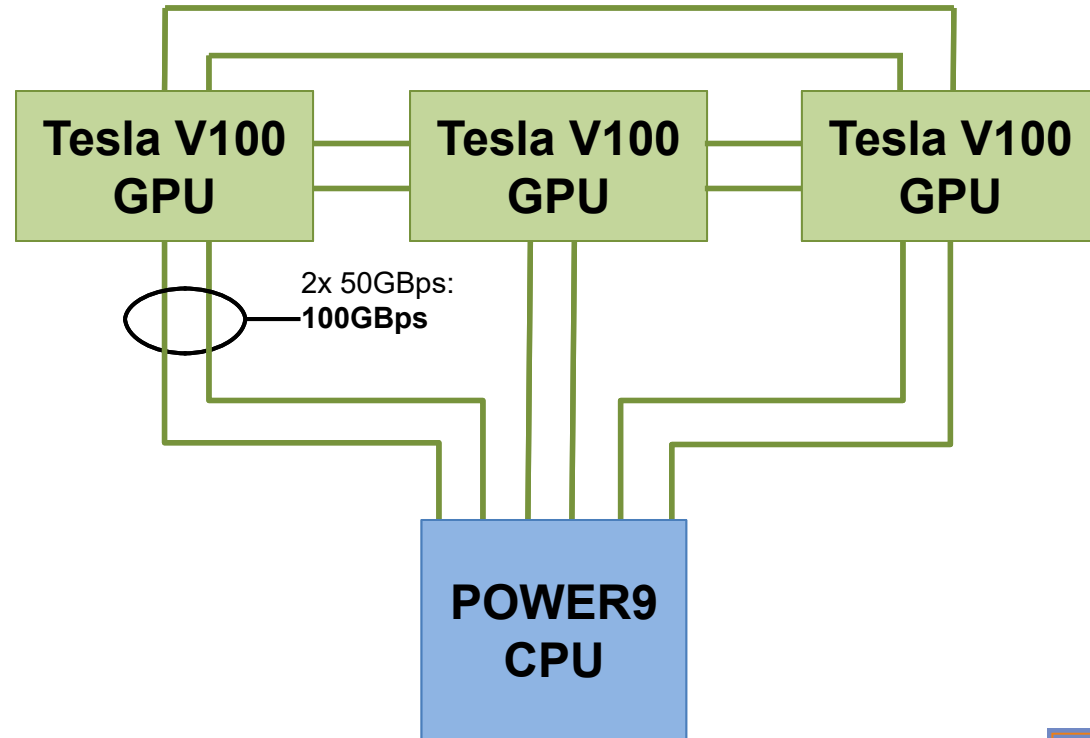 Tesla V100
GPU
Tesla V100
GPU
Tesla V100
GPU
2x 50GBps:
100GBps
POWER9
CPU